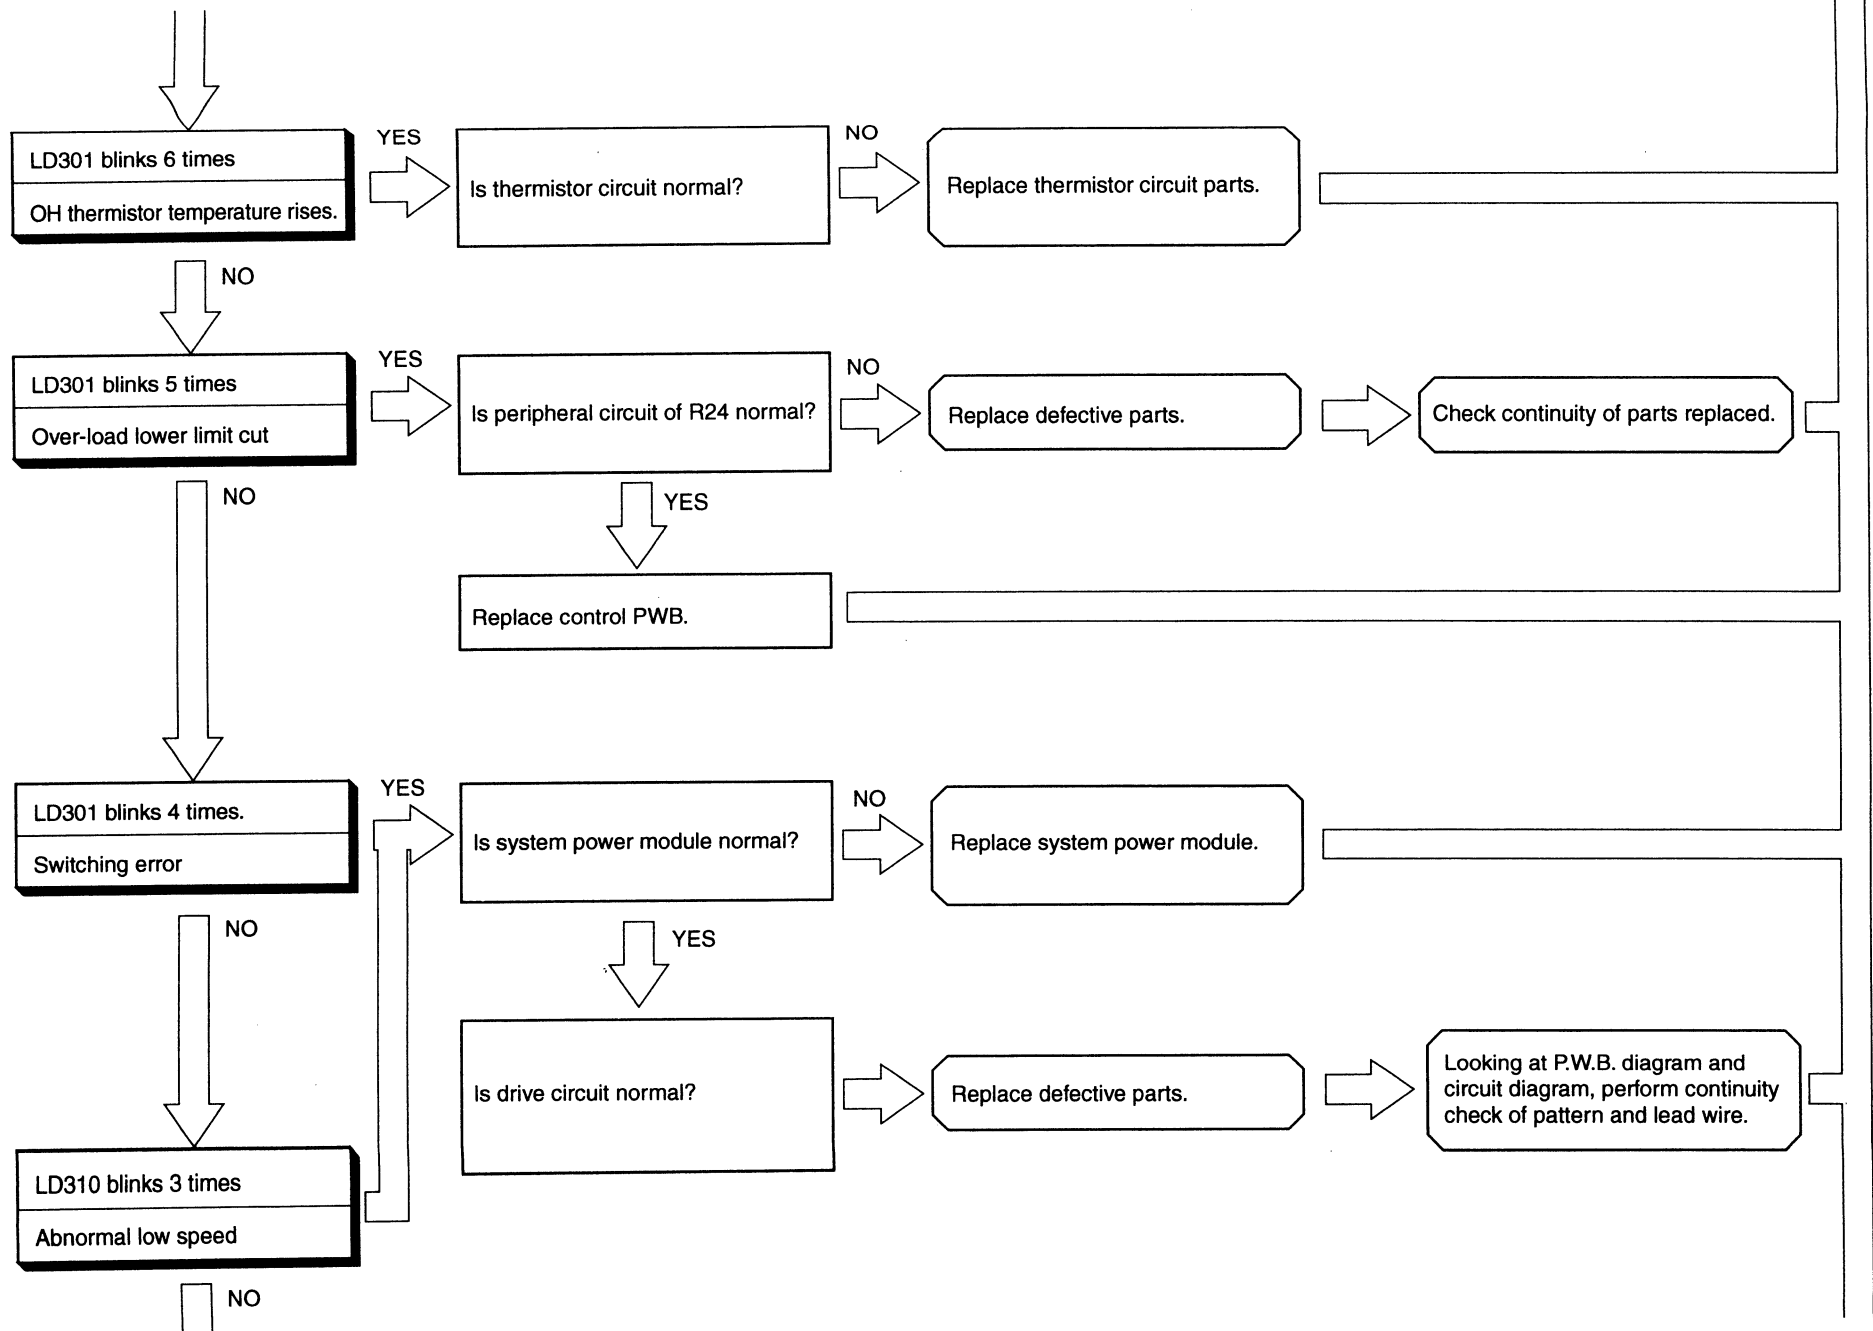 YES
NO
LD301 blinks 6 times
OH thermistor temperature rises.
Is thermistor circuit normal?
Replace thermistor circuit parts.
NO
YES
NO
LD301 blinks 5 times
Over-load lower limit cut
Is peripheral circuit of R24 normal?
Replace defective parts.
Check continuity of parts replaced.
NO
YES
Replace control PWB.
YES
NO
LD301 blinks 4 times.
Switching error
Is system power module normal?
Replace system power module.
NO
YES
Is drive circuit normal?
Replace defective parts.
Looking at P.W.B. diagram and
circuit diagram, perform continuity
check of pattern and lead wire.
LD310 blinks 3 times
Abnormal low speed
NO